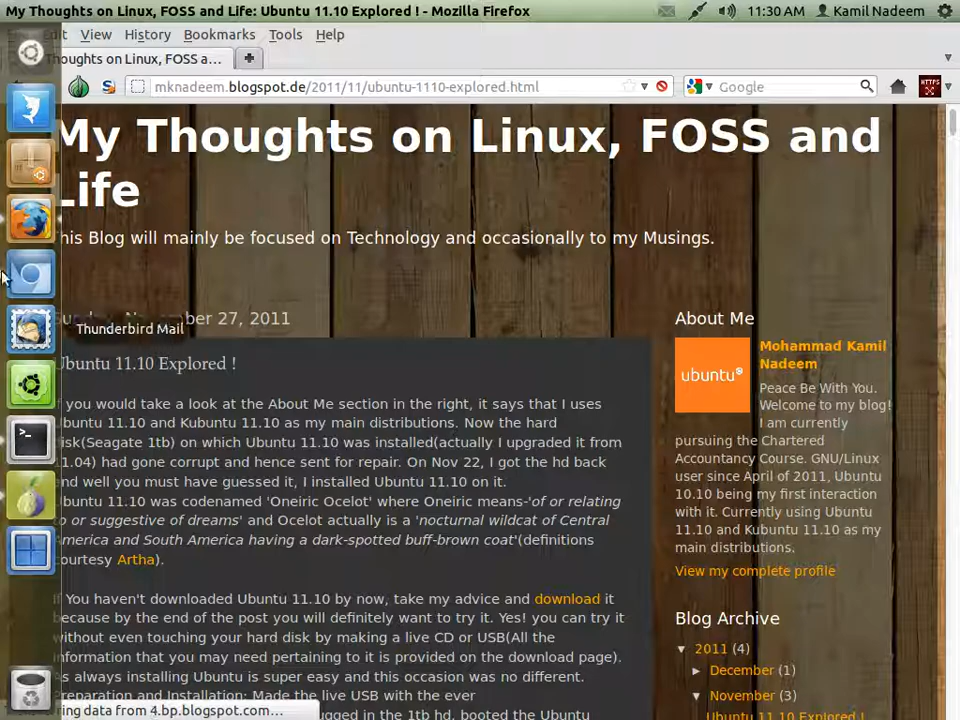 My Thoughts on Linux, FOSS and Life: Ubuntu 11.10 Explored ! - Mozilla Firefox
11:30 AM
Kamil Nadeem
View History Bookmarks Tools Help
Thoughts on Linux, FOSS a...
mknadeem.blogspot.de/2011/11/ubuntu-1110-explored.html
Google
HTTPS
My Thoughts on Linux, FOSS and
Life
his Blog will mainly be focused on Technology and occasionally to my Musings.
ber 27, 2011
Thunderbird Mail
Ubuntu 11.10 Explored !
f you would take a look at the About Me section in the right, it says that I uses
buntu 11.10 and Kubuntu 11.10 as my main distributions. Now the hard
isk(Seagate 1tb) on which Ubuntu 11.10 was installed(actually I upgraded it from
11.04) had gone corrupt and hence sent for repair. On Nov 22, I got the hd back
nd well you must have guessed it, I installed Ubuntu 11.10 on it.
buntu 11.10 was codenamed 'Oneiric Ocelot' where Oneiric means-'of or relating
o or suggestive of dreams' and Ocelot actually is a 'nocturnal wildcat of Central
merica and South America having a dark-spotted buff-brown coat'(definitions
ourtesy Artha).
If You haven't downloaded Ubuntu 11.10 by now, take my advice and download it
because by the end of the post you will definitely want to try it. Yes! you can try it
without even touching your hard disk by making a live CD or USB(All the
information that you may need pertaining to it is provided on the download page).
As always installing Ubuntu is super easy and this occasion was no different.
Preparation and Installation: Made the live USB with the ever
ugged in the 1tb hd, booted the Ubuntu
rring data from 4.bp.blogspot.com...
About Me
ubuntu®
Mohammad Kamil
Nadeem
Peace Be With You.
Welcome to my blog!
I am currently
pursuing the Chartered
Accountancy Course. GNU/Linux
user since April of 2011, Ubuntu
10.10 being my first interaction
with it. Currently using Ubuntu
11.10 and Kubuntu 11.10 as my
main distributions.
View my complete profile
Blog Archive
▼ 2011 (4)
► December (1)
▼ November (3)
Ubuntu 11.10 Explored !